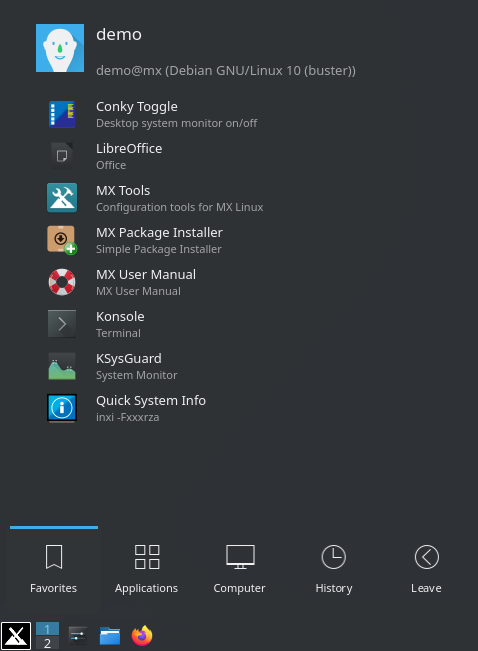 demo
demo@mx (Debian GNU/Linux 10 (buster))
Conky Toggle
Desktop system monitor on/off
LibreOffice
Office
MX Tools
Configuration tools for MX Linux
MX Package Installer
Simple Package Installer
MX User Manual
MX User Manual
Konsole
Terminal
KSysGuard
System Monitor
Quick System Info
inxi -Fxxxrza
Favorites Applications Computer History Leave
1
2